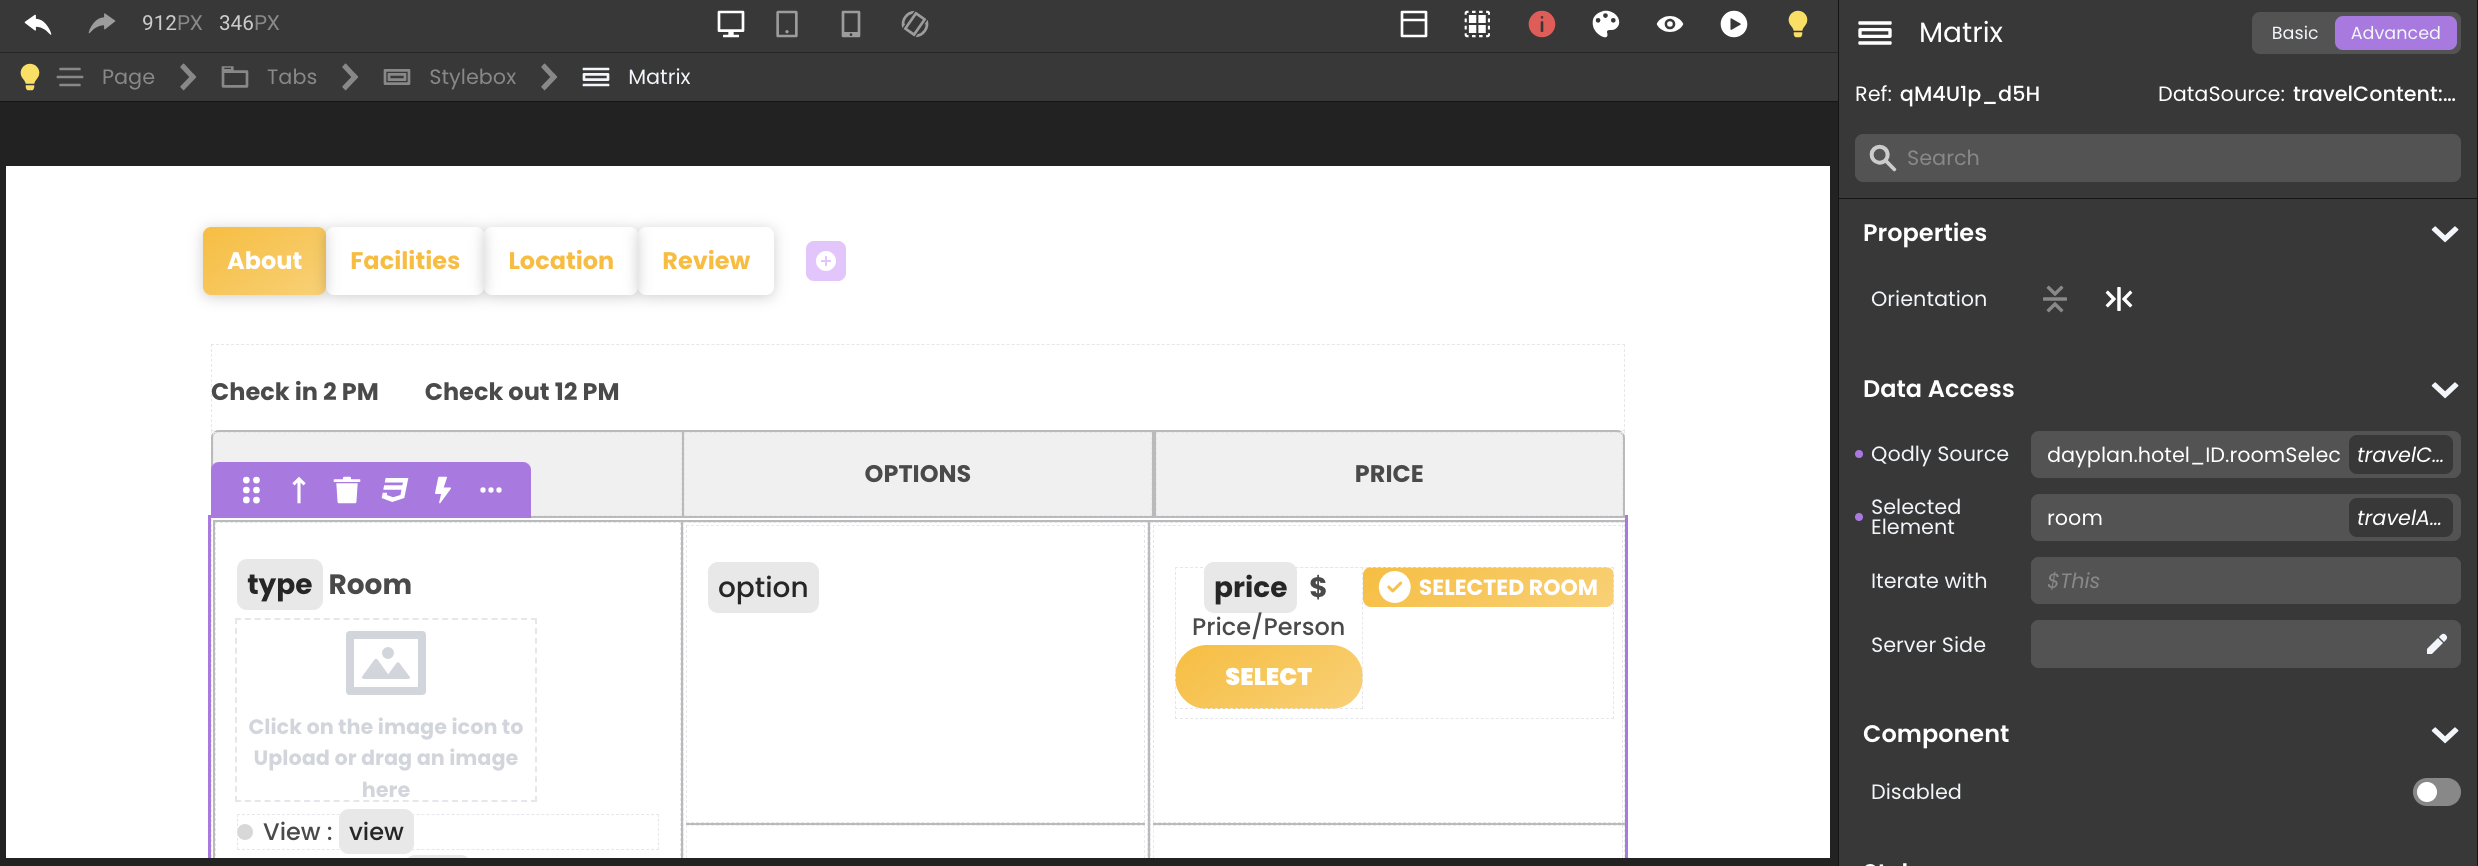 912PX 346PX
Page Tabs Stylebox Matrix
About Facilities Location Review
Check in 2 PM Check out 12 PM
OPTIONS PRICE
type Room
Click on the image icon to
Upload or drag an image
here
View : view
option
price $
Price/Person
SELECT
SELECTED ROOM
Matrix Basic Advanced
Ref: qM4U1p_d5H DataSource: travelContent:...
Search
Properties
Orientation
Data Access
Qodly Source dayplan.hotel_ID.roomSelec travelC...
Selected
Element
room travelA...
Iterate with $This
Server Side
Component
Disabled